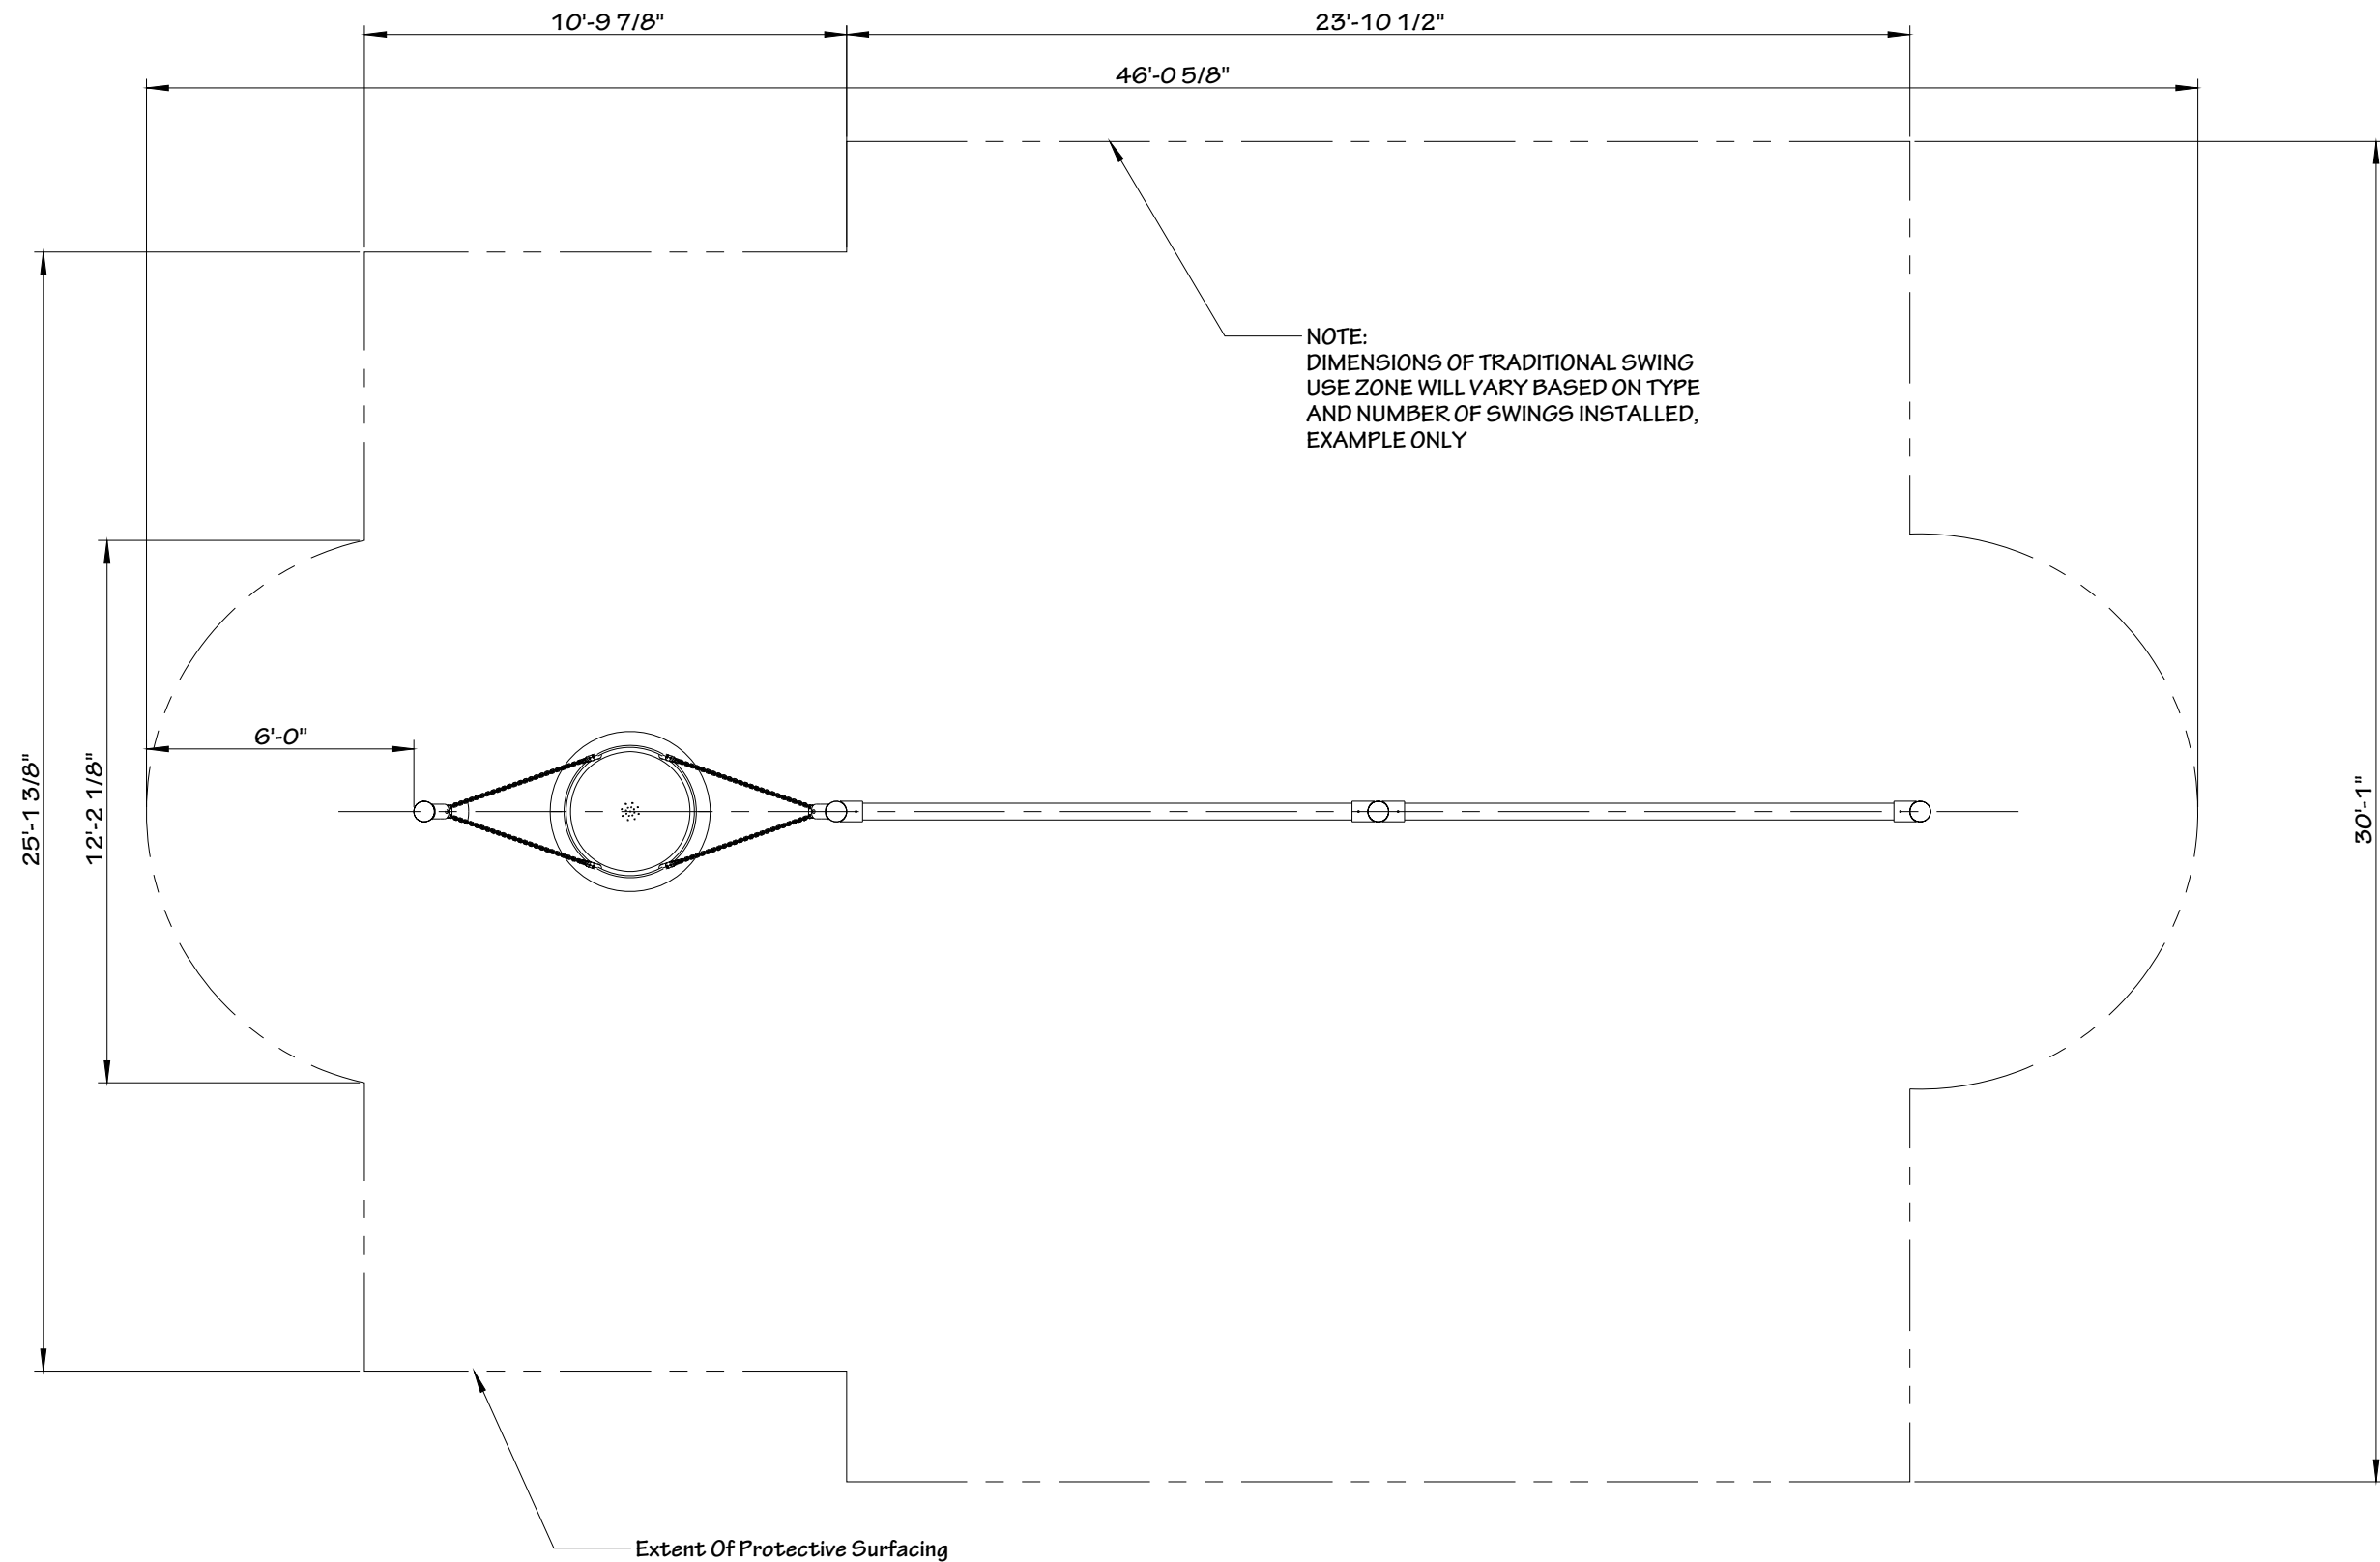 10'-9 7/8"
23'-10 1/2"
46'-0 5/8"
NOTE:
DIMENSIONS OF TRADITIONAL SWING
USE ZONE WILL VARY BASED ON TYPE
AND NUMBER OF SWINGS INSTALLED,
EXAMPLE ONLY
6'-0"
25'-1 3/8"
12'-2 1/8"
30'-1"
Extent Of Protective Surfacing